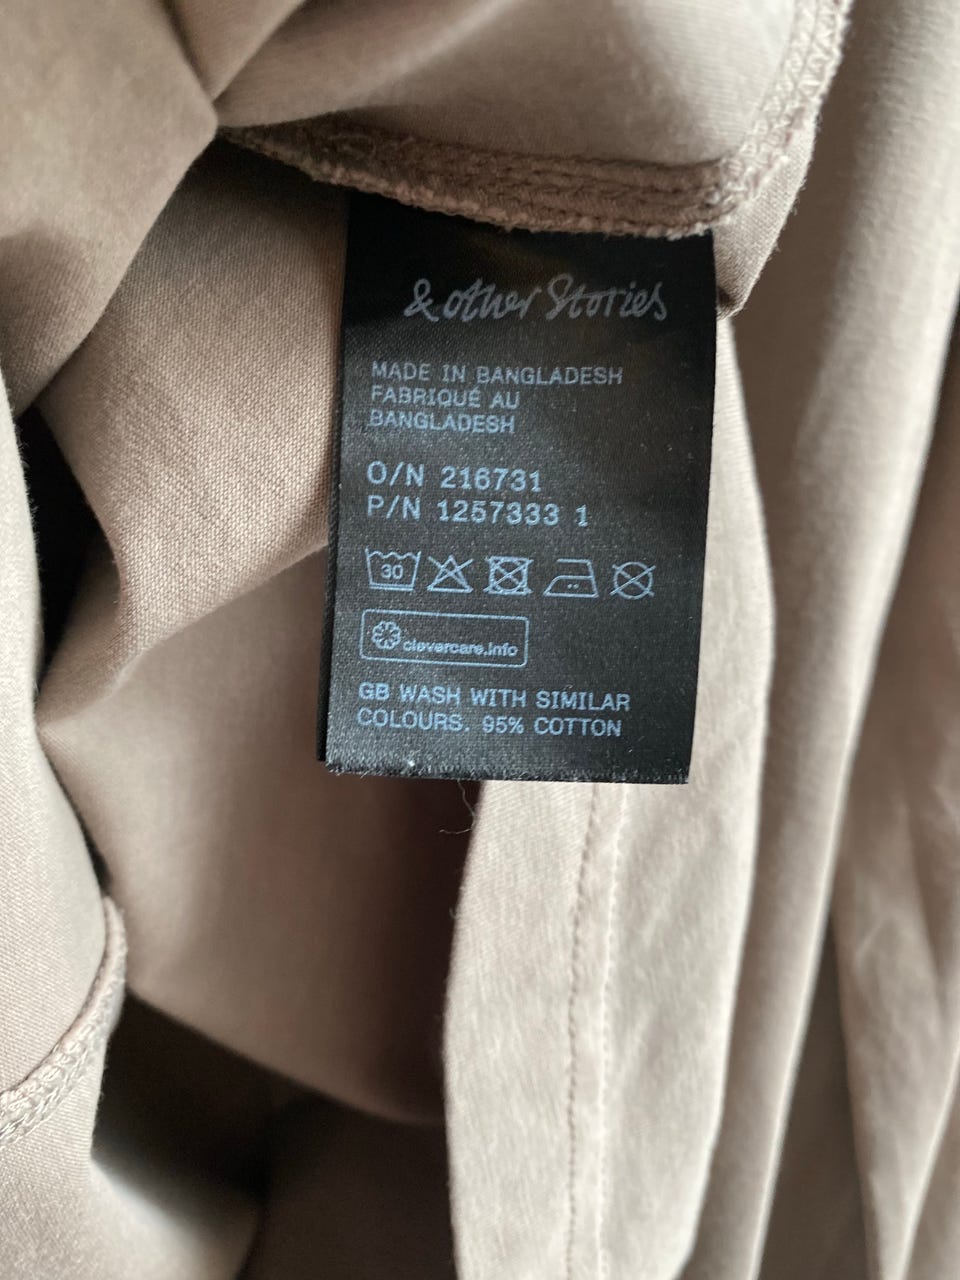 & other Stories
MADE IN BANGLADESH
FABRIQUÉ AU
BANGLADESH
O/N 216731
P/N 1257333 1
30
clevercare.info
GB WASH WITH SIMILAR
COLOURS. 95% COTTON